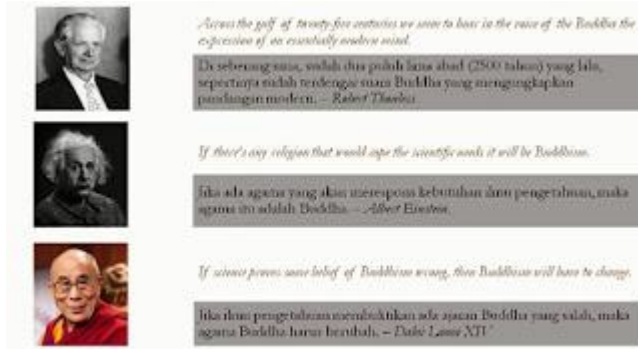 Across the gulf of twenty-five centuries we seem to hear in the voice of the Buddha the
expression of an essentially modern mind.
Di seberang sana, sudah dua puluh lima abad (2500 tahun) yang lalu,
sepertinya sudah terdengar suara Buddha yang mengungkapkan
pandangan modern. – Robert Thouless
If there's any religion that would cope the scientific needs it will be Buddhism.
Jika ada agama yang akan merespons kebutuhan ilmu pengetahuan, maka
agama itu adalah Buddha. – Albert Einstein.
If science proves some belief of Buddhism wrong, then Buddhism will have to change.
Jika ilmu pengetahuan membuktikan ada ajaran Buddha yang salah, maka
agama Buddha harus berubah. – Dalai Lama XIV